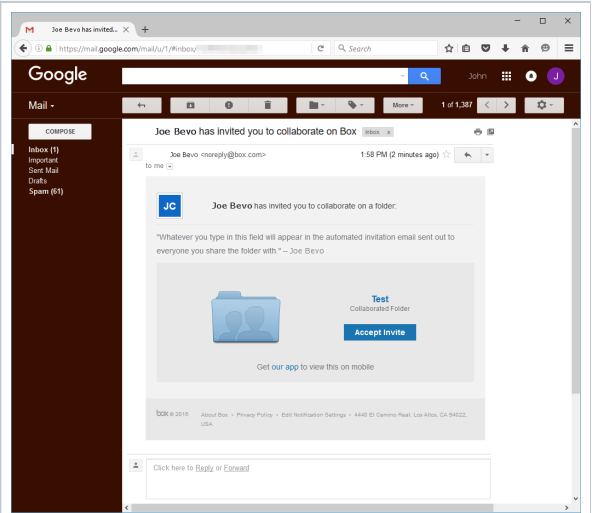 Joe Bevo has invited... × +
https://mail.google.com/mail/u/1/#inbox/
Search
Google
John
J
Mail
More
1 of 1,387
COMPOSE
Inbox (1)
Important
Sent Mail
Drafts
Spam (61)
Joe Bevo has invited you to collaborate on Box Inbox x
Joe Bevo <noreply@box.com> 1:58 PM (2 minutes ago)
to me
JC
Joe Bevo has invited you to collaborate on a folder:
"Whatever you type in this field will appear in the automated invitation email sent out to
everyone you share the folder with." – Joe Bevo
Test
Collaborated Folder
Accept Invite
Get our app to view this on mobile
box © 2015 About Box • Privacy Policy • Edit Notification Settings • 4440 El Camino Real, Los Altos, CA 94022,
USA
Click here to Reply or Forward